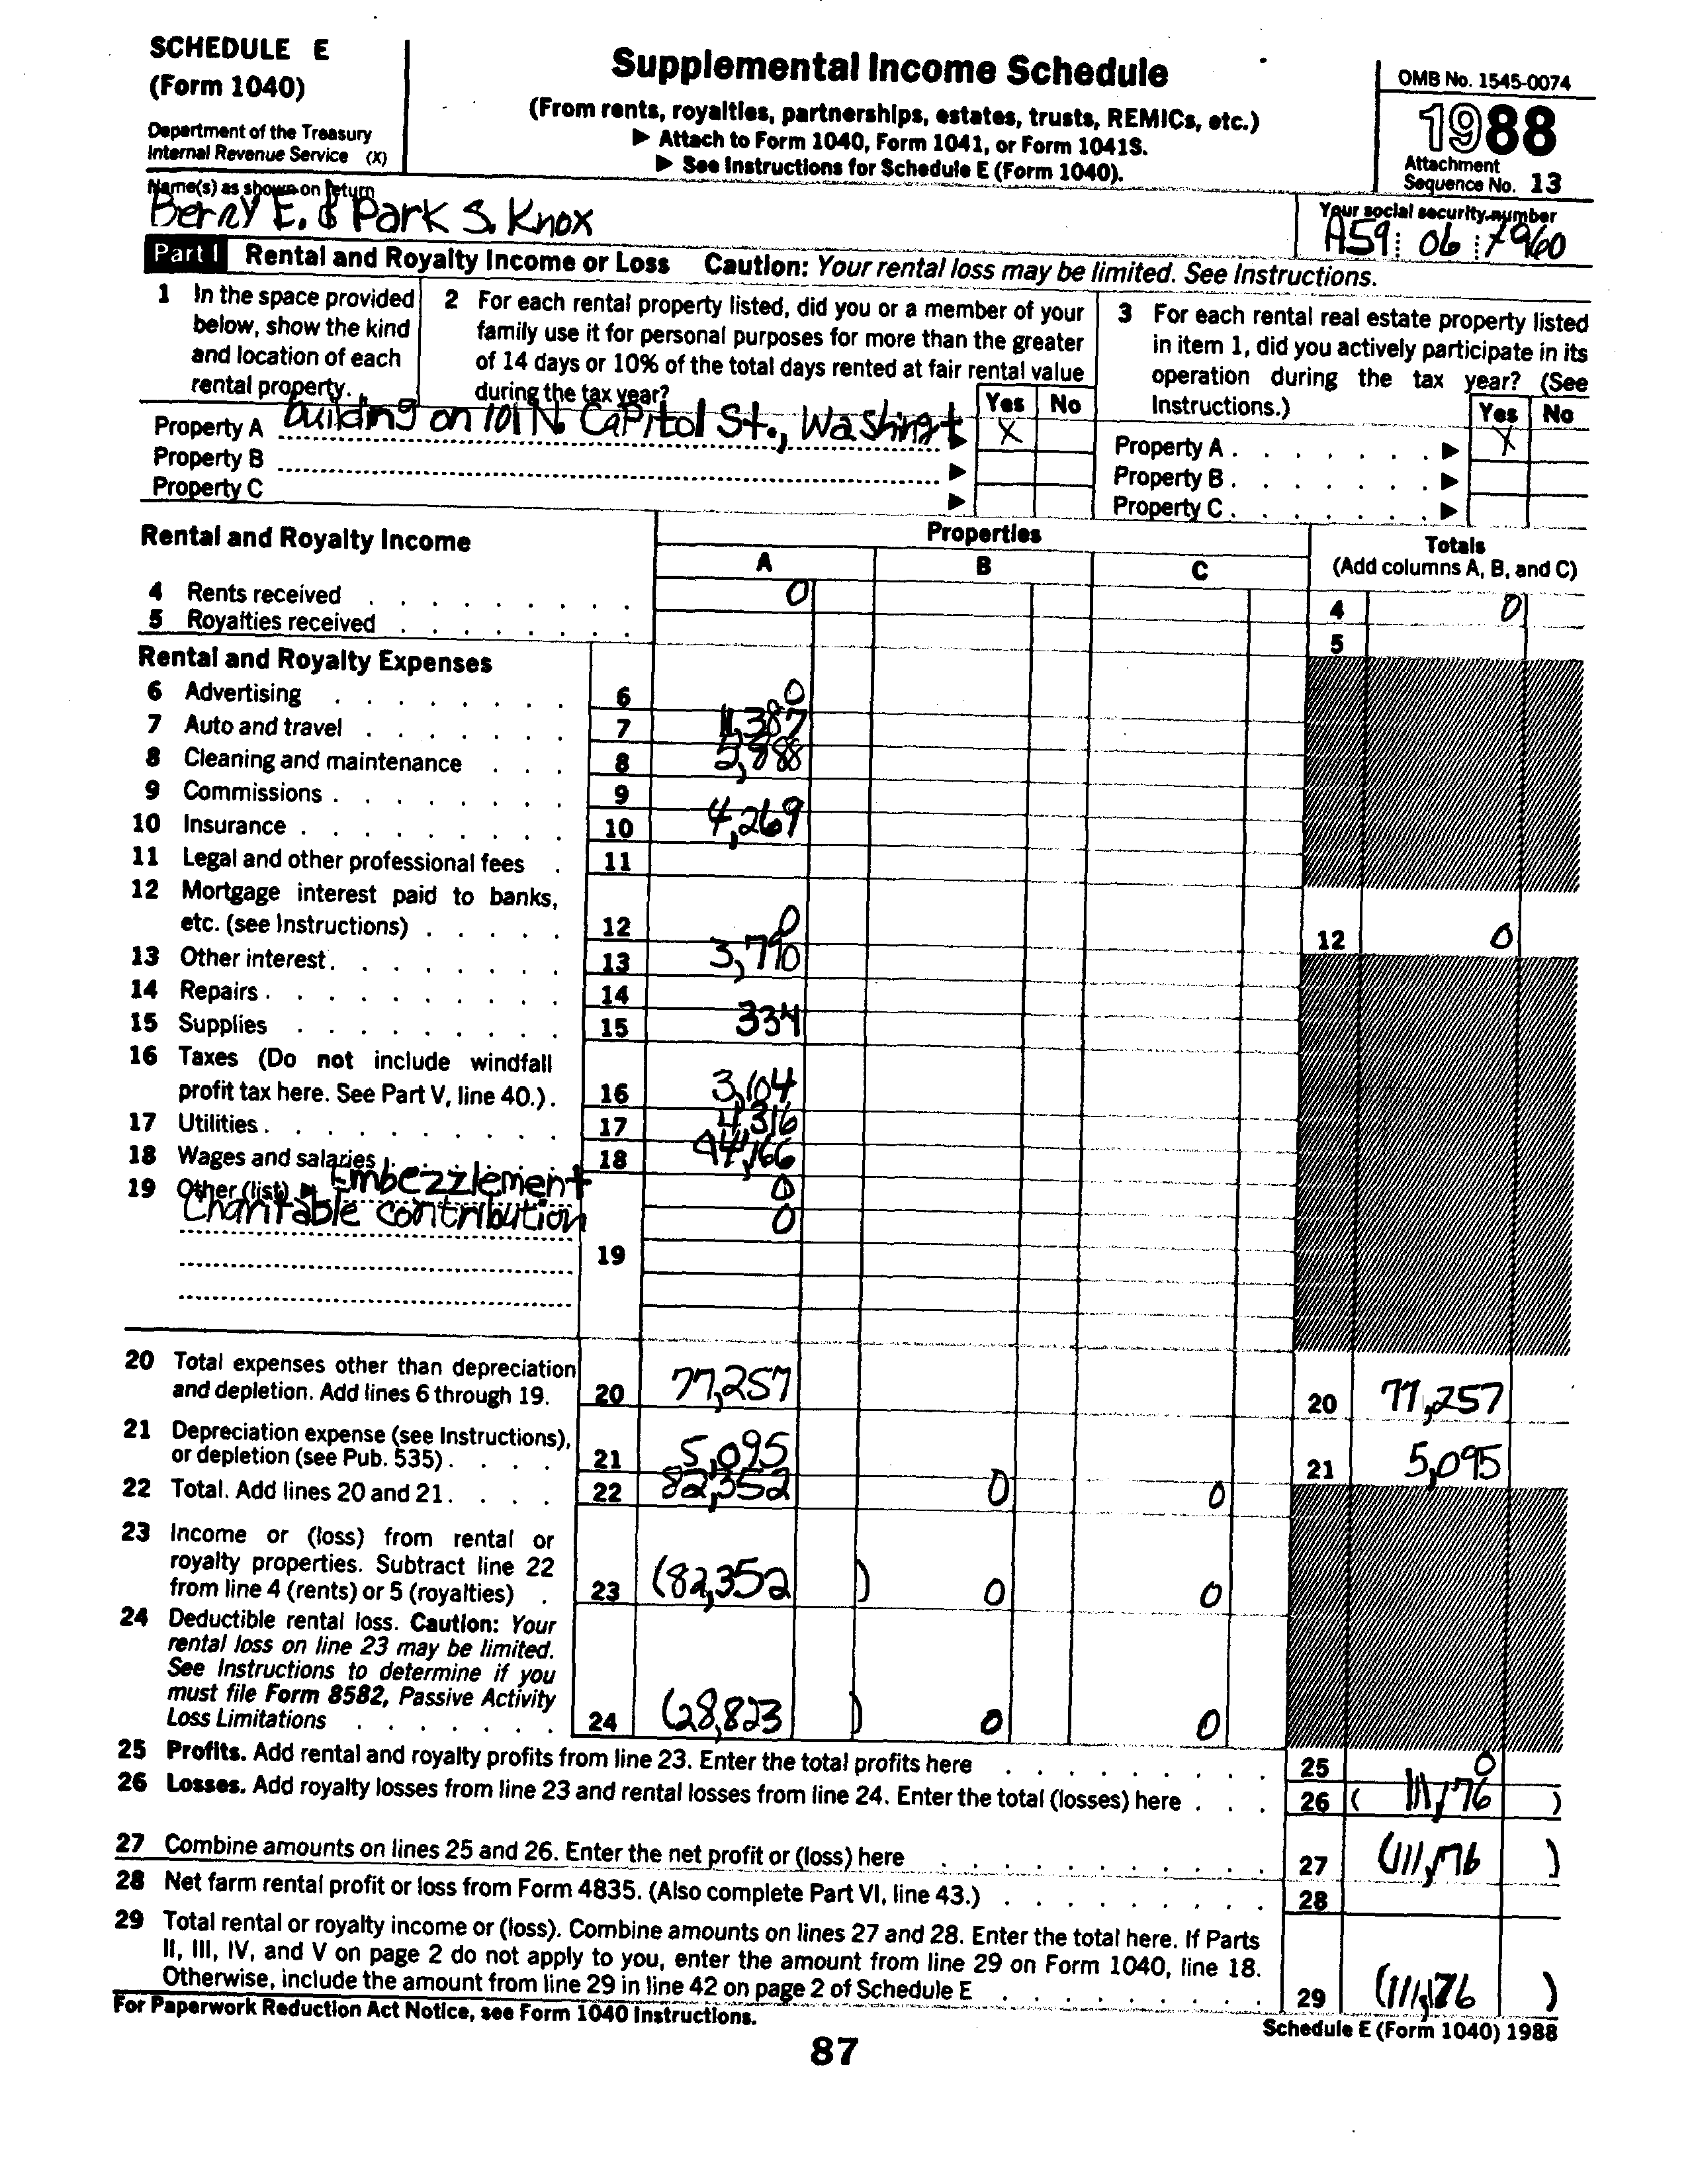 SCHEDULE E
(Form 1040)
Department of the Treasury
Internal Revenue Service (X)
Supplemental Income Schedule
(From rents, royalties, partnerships, estates, trusts, REMICs, etc.)
▶ Attach to Form 1040, Form 1041, or Form 1041S.
▶ See Instructions for Schedule E (Form 1040).
OMB No. 1545-0074
1988
Attachment
Sequence No. 13
Name(s) as shown on return
Berry E. & Park S. Knox
Your social security number
A59 06 7960
Part I Rental and Royalty Income or Loss Caution: Your rental loss may be limited. See Instructions.
1 In the space provided
below, show the kind
and location of each
rental property.
2 For each rental property listed, did you or a member of your
family use it for personal purposes for more than the greater
of 14 days or 10% of the total days rented at fair rental value
during the tax year?
Yes No
3 For each rental real estate property listed
in item 1, did you actively participate in its
operation during the tax year? (See
Instructions.)
Yes No
Property A building on 101 N. Capitol St., Washingt ▶ X
Property B ▶
Property C ▶
Property A ▶ X
Property B ▶
Property C ▶
Rental and Royalty Income
Properties
A B C
Totals
(Add columns A, B, and C)
4 Rents received 0 4 0
5 Royalties received 5
Rental and Royalty Expenses
6 Advertising 6 0
7 Auto and travel 7
8 Cleaning and maintenance 8 5,888
9 Commissions 9
10 Insurance 10 4,269
11 Legal and other professional fees 11
12 Mortgage interest paid to banks,
etc. (see Instructions) 12 0 12 0
13 Other interest 13 3,790
14 Repairs 14
15 Supplies 15 334
16 Taxes (Do not include windfall
profit tax here. See Part V, line 40.) 16 3,104
17 Utilities 17 4,316
18 Wages and salaries 18
19 Other (list) ▶ Embezzlement 0
Charitable contribution 0
19
20 Total expenses other than depreciation
and depletion. Add lines 6 through 19. 20 77,257 20 77,257
21 Depreciation expense (see Instructions),
or depletion (see Pub. 535) 21 5,095 21 5,095
22 Total. Add lines 20 and 21 22 82,352 0 0
23 Income or (loss) from rental or
royalty properties. Subtract line 22
from line 4 (rents) or 5 (royalties) 23 (82,352 ) 0 0
24 Deductible rental loss. Caution: Your
rental loss on line 23 may be limited.
See Instructions to determine if you
must file Form 8582, Passive Activity
Loss Limitations 24 (28,823 ) 0 0
25 Profits. Add rental and royalty profits from line 23. Enter the total profits here 25 0
26 Losses. Add royalty losses from line 23 and rental losses from line 24. Enter the total (losses) here 26 ( 111,176 )
27 Combine amounts on lines 25 and 26. Enter the net profit or (loss) here 27 (111,176 )
28 Net farm rental profit or loss from Form 4835. (Also complete Part VI, line 43.) 28
29 Total rental or royalty income or (loss). Combine amounts on lines 27 and 28. Enter the total here. If Parts
II, III, IV, and V on page 2 do not apply to you, enter the amount from line 29 on Form 1040, line 18.
Otherwise, include the amount from line 29 in line 42 on page 2 of Schedule E 29 (111,176 )
For Paperwork Reduction Act Notice, see Form 1040 Instructions.
Schedule E (Form 1040) 1988
87